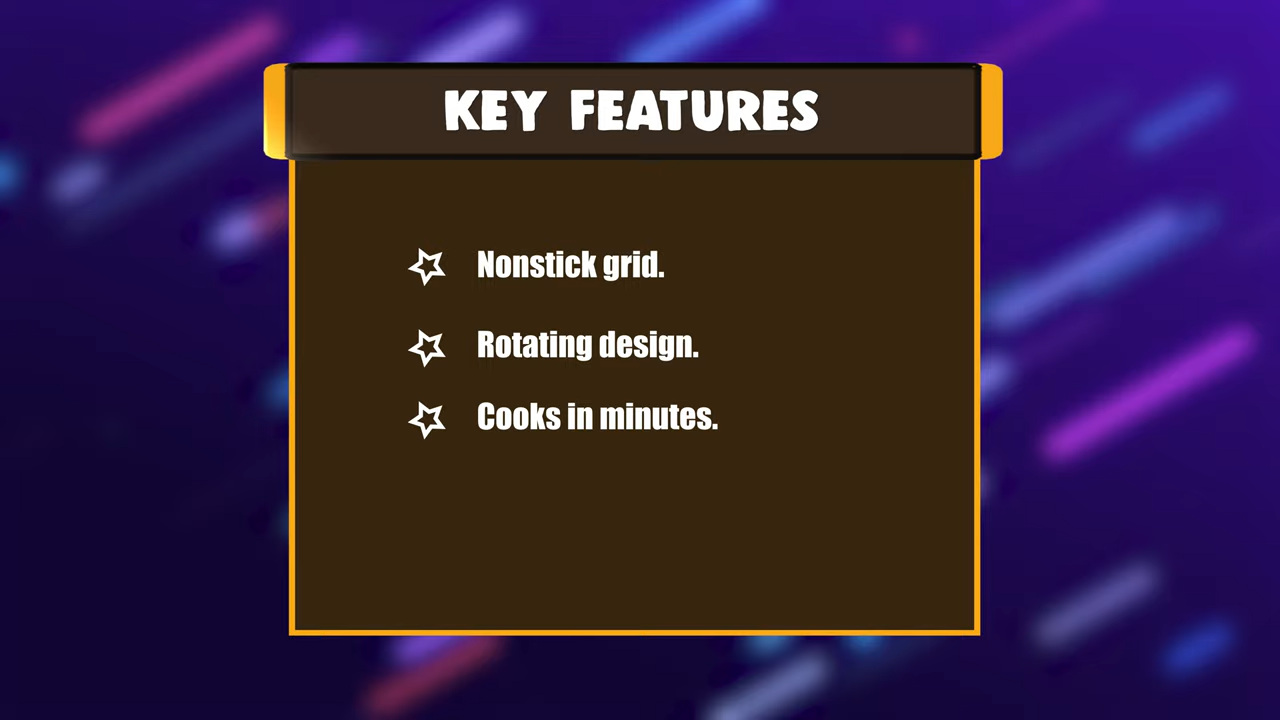 KEY FEATURES
Nonstick grid.
Rotating design.
Cooks in minutes.